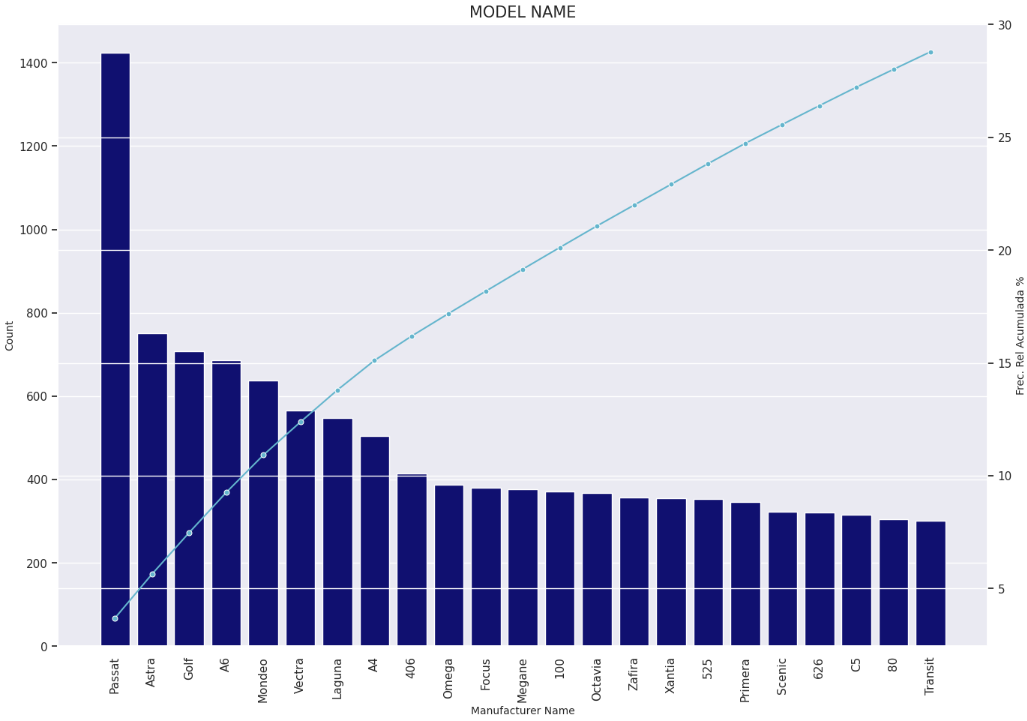 MODEL NAME
1400
1200
1000
800
600
400
200
0
Count
30
25
20
15
10
5
Frec. Rel Acumulada %
Passat
Astra
Golf
A6
Mondeo
Vectra
Laguna
A4
406
Omega
Focus
Megane
100
Octavia
Zafira
Xantia
525
Primera
Scenic
626
C5
80
Transit
Manufacturer Name